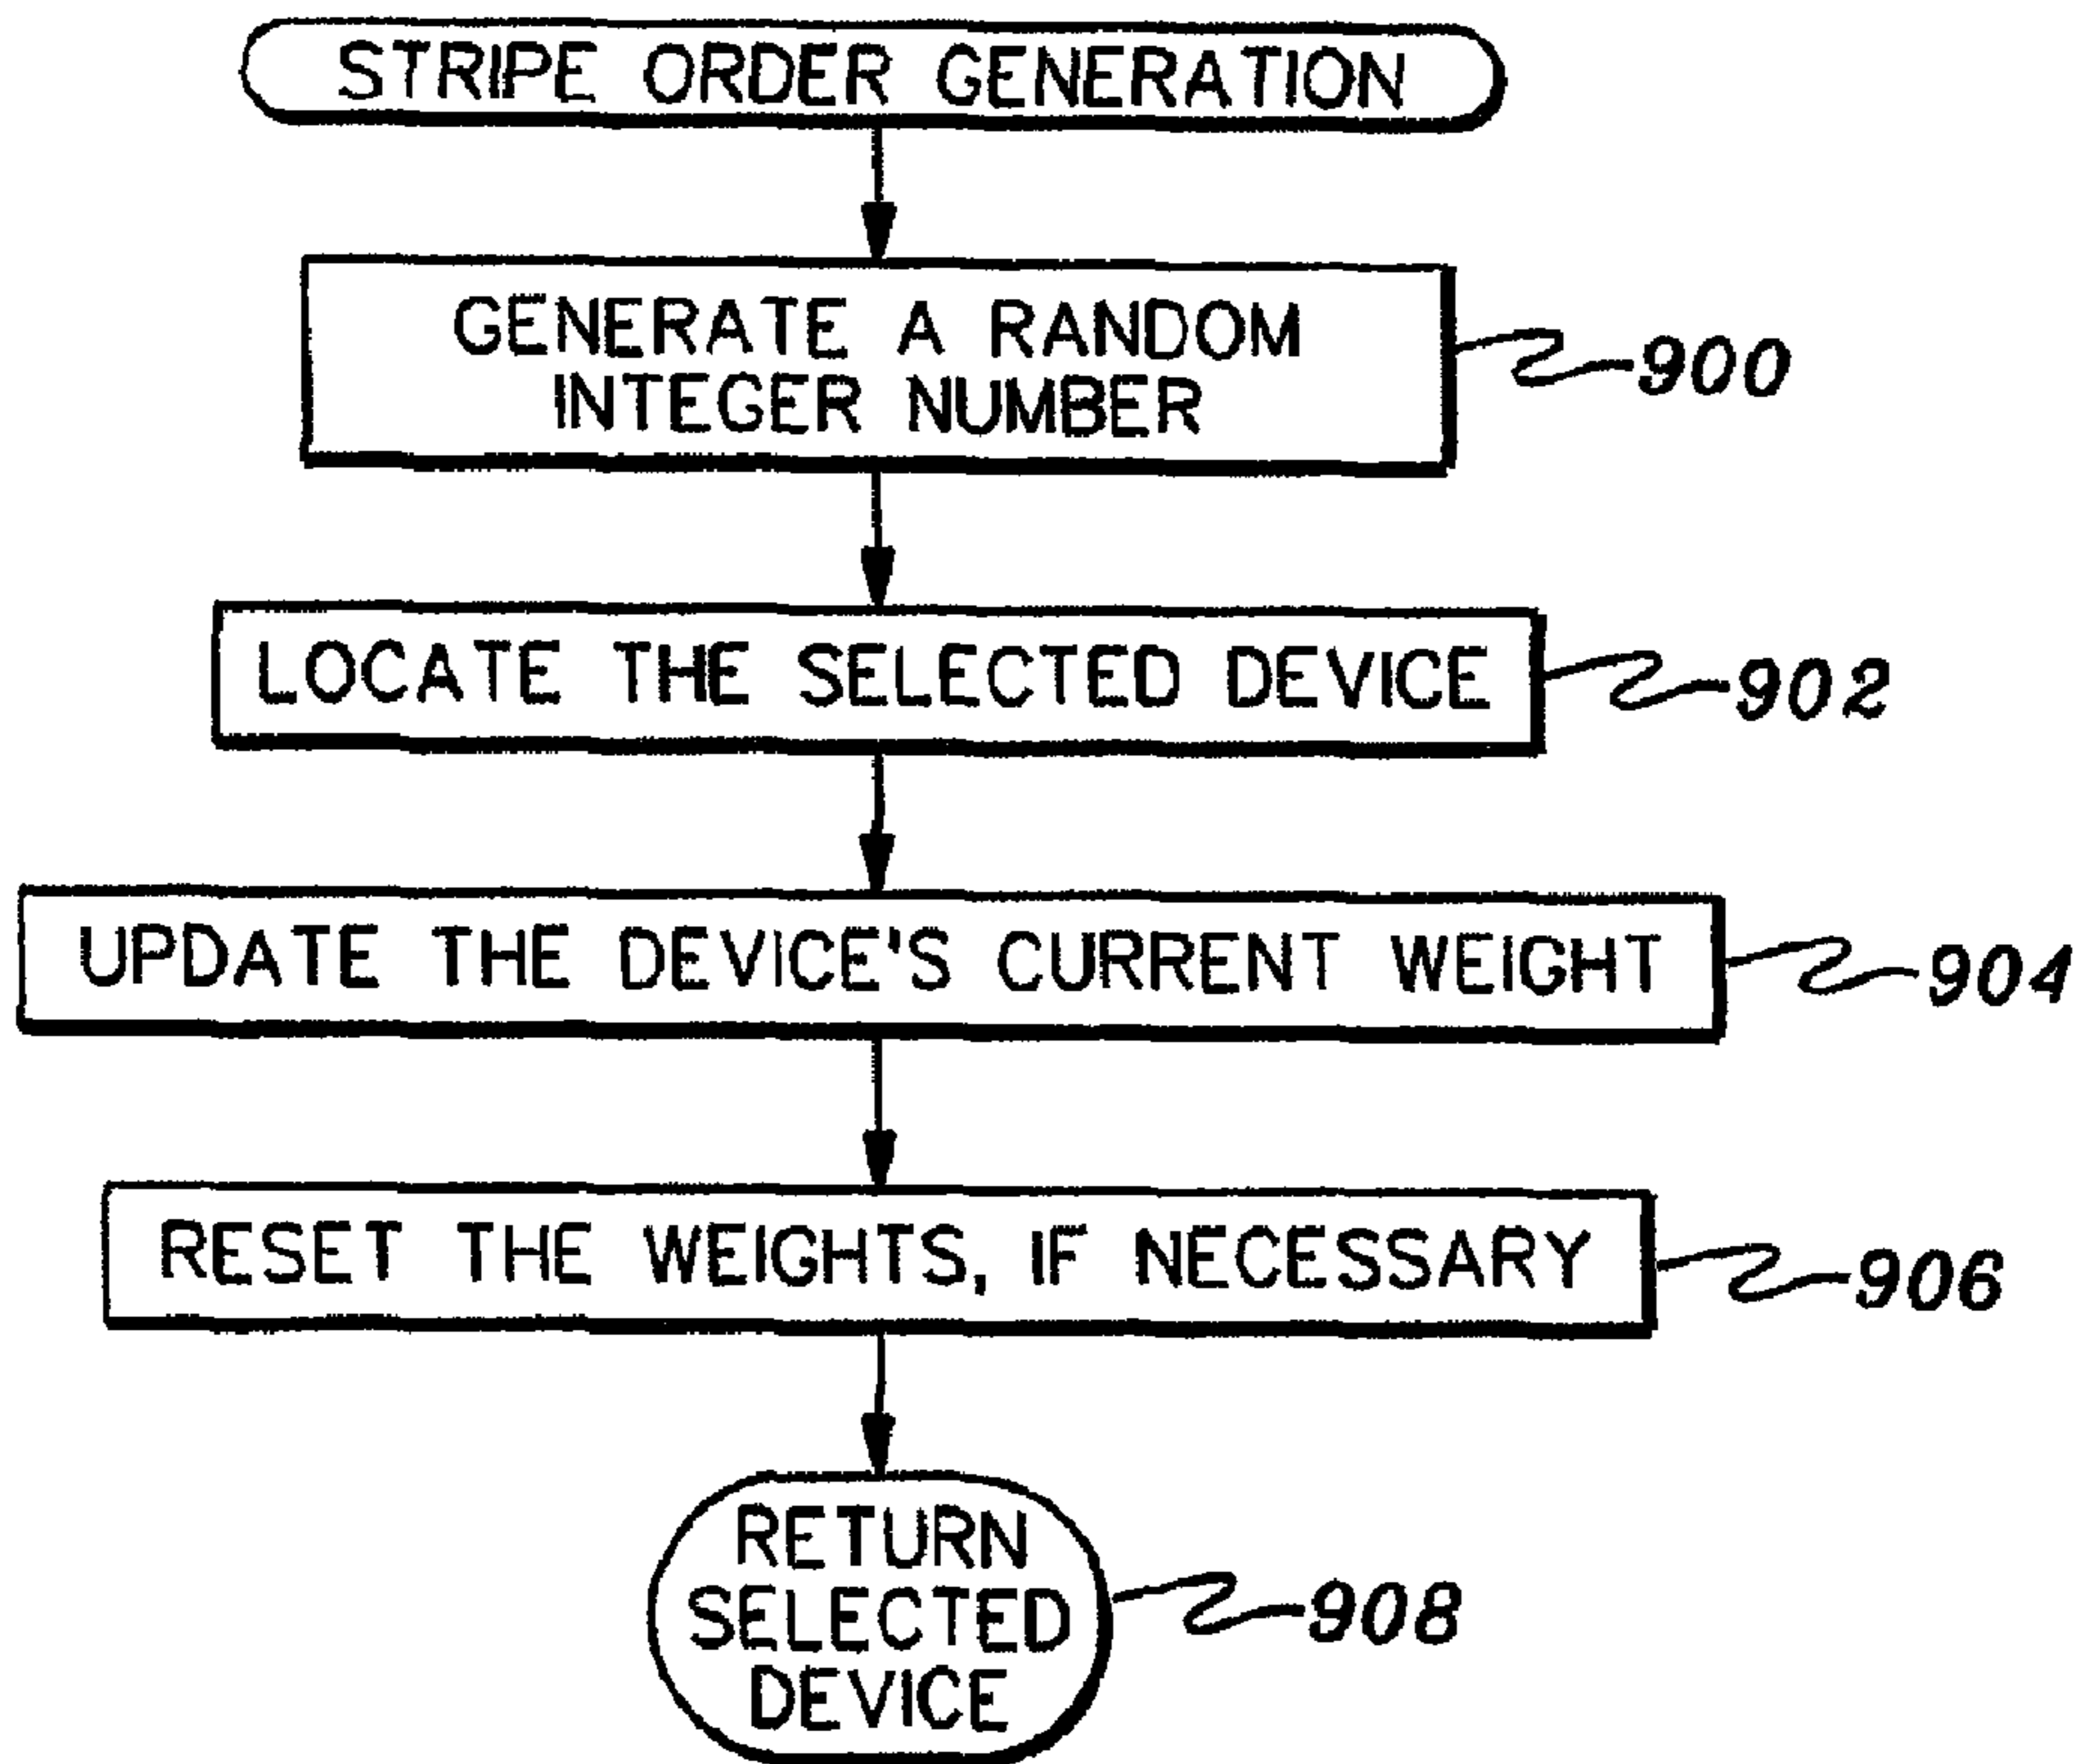 STRIPE ORDER GENERATION
GENERATE A RANDOM
INTEGER NUMBER
900
LOCATE THE SELECTED DEVICE
902
UPDATE THE DEVICE'S CURRENT WEIGHT
904
RESET THE WEIGHTS, IF NECESSARY
906
RETURN
SELECTED
DEVICE
908